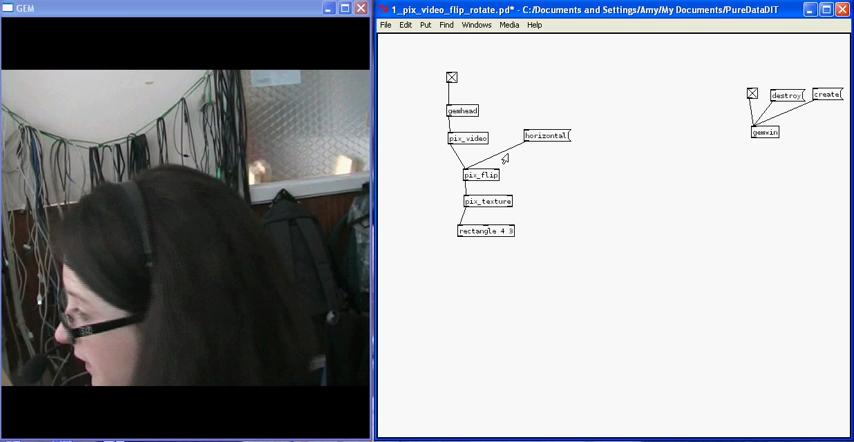 GEM
1_pix_video_flip_rotate.pd* - C:/Documents and Settings/Amy/My Documents/PureDataDIT
File Edit Put Find Windows Media Help
gemhead
pix_video
horizontal
pix_flip
pix_texture
rectangle 4 3
destroy
create
gemwin